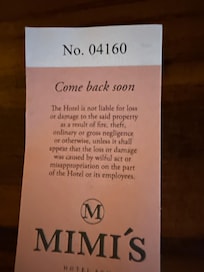 No. 04160
Come back soon
The Hotel is not liable for loss
or damage to the said property
as a result of fire, theft,
ordinary or gross negligence
or otherwise, unless it shall
appear that the loss or damage
was caused by wilful act or
misappropriation on the part
of the Hotel or its employees.
M
MIMI´S
HOTEL